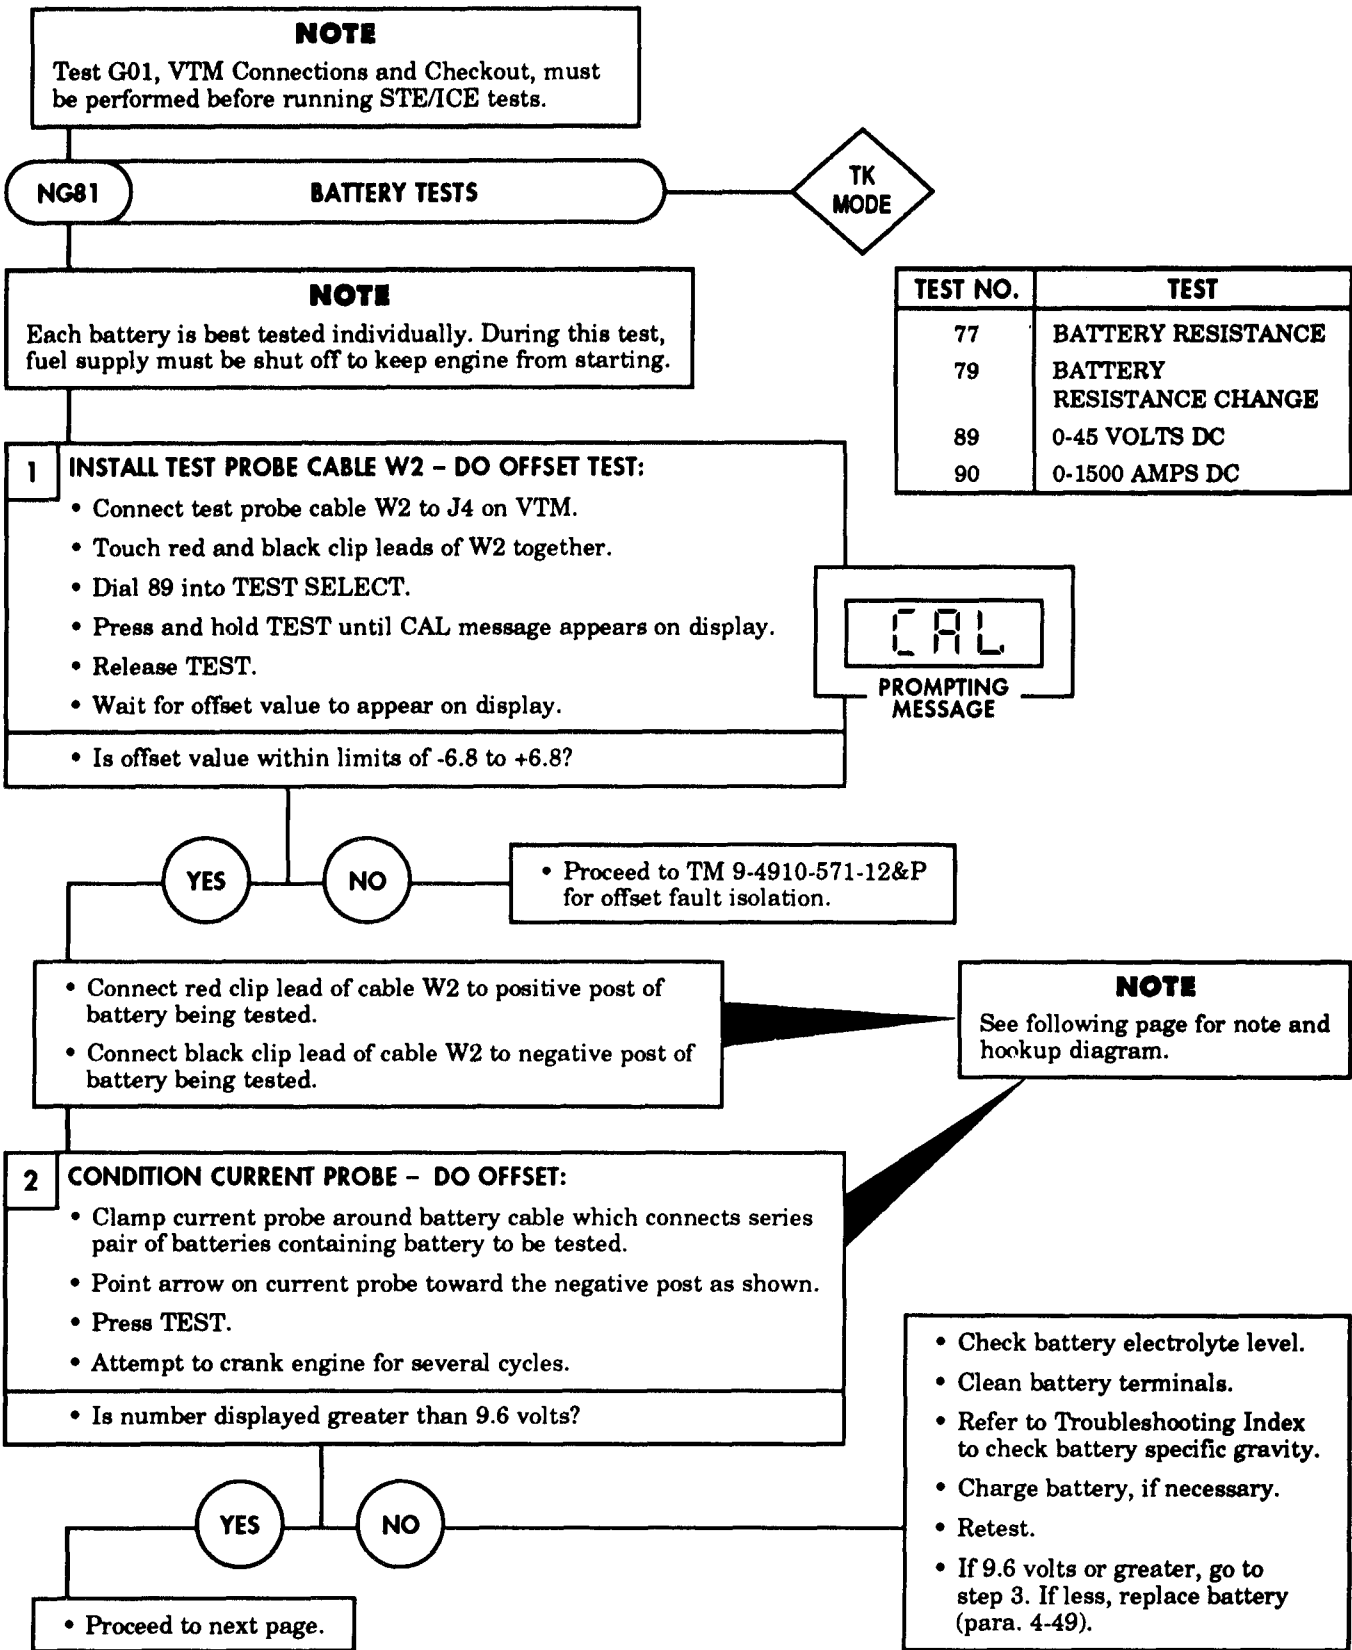 NOTE
Test G01, VTM Connections and Checkout, must
be performed before running STE/ICE tests.
NG81
BATTERY TESTS
TK
MODE
NOTE
Each battery is best tested individually. During this test,
fuel supply must be shut off to keep engine from starting.
TEST NO. TEST
77 BATTERY RESISTANCE
79 BATTERY
RESISTANCE CHANGE
89 0-45 VOLTS DC
90 0-1500 AMPS DC
1 INSTALL TEST PROBE CABLE W2 – DO OFFSET TEST:
• Connect test probe cable W2 to J4 on VTM.
• Touch red and black clip leads of W2 together.
• Dial 89 into TEST SELECT.
• Press and hold TEST until CAL message appears on display.
• Release TEST.
• Wait for offset value to appear on display.
• Is offset value within limits of -6.8 to +6.8?
CAL
PROMPTING
MESSAGE
YES
NO
• Proceed to TM 9-4910-571-12&P
for offset fault isolation.
• Connect red clip lead of cable W2 to positive post of
battery being tested.
• Connect black clip lead of cable W2 to negative post of
battery being tested.
NOTE
See following page for note and
hookup diagram.
2 CONDITION CURRENT PROBE – DO OFFSET:
• Clamp current probe around battery cable which connects series
pair of batteries containing battery to be tested.
• Point arrow on current probe toward the negative post as shown.
• Press TEST.
• Attempt to crank engine for several cycles.
• Is number displayed greater than 9.6 volts?
YES
NO
• Check battery electrolyte level.
• Clean battery terminals.
• Refer to Troubleshooting Index
to check battery specific gravity.
• Charge battery, if necessary.
• Retest.
• If 9.6 volts or greater, go to
step 3. If less, replace battery
(para. 4-49).
• Proceed to next page.